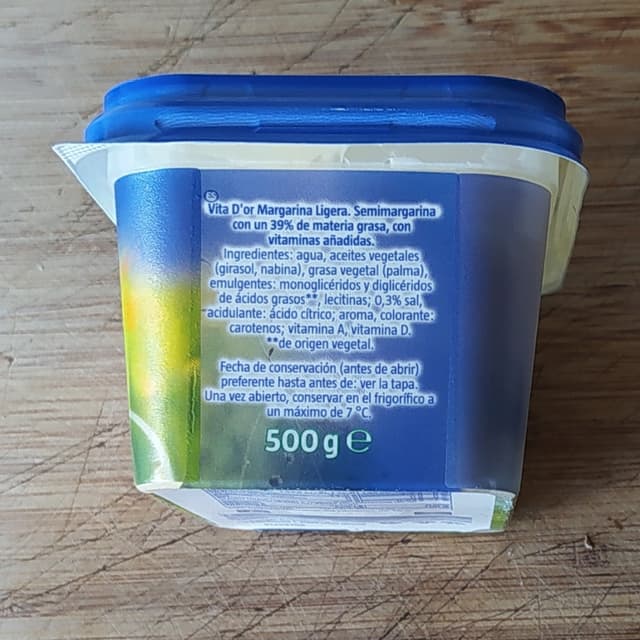 ES
Vita D'or Margarina Ligera. Semimargarina
con un 39% de materia grasa, con
vitaminas añadidas.
Ingredientes: agua, aceites vegetales
(girasol, nabina), grasa vegetal (palma),
emulgentes: monoglicéridos y diglicéridos
de ácidos grasos**, lecitinas; 0,3% sal,
acidulante: ácido cítrico; aroma, colorante:
carotenos; vitamina A, vitamina D.
**de origen vegetal.
Fecha de conservación (antes de abrir)
preferente hasta antes de: ver la tapa.
Una vez abierto, conservar en el frigorífico a
un máximo de 7 °C.
500 g ℮